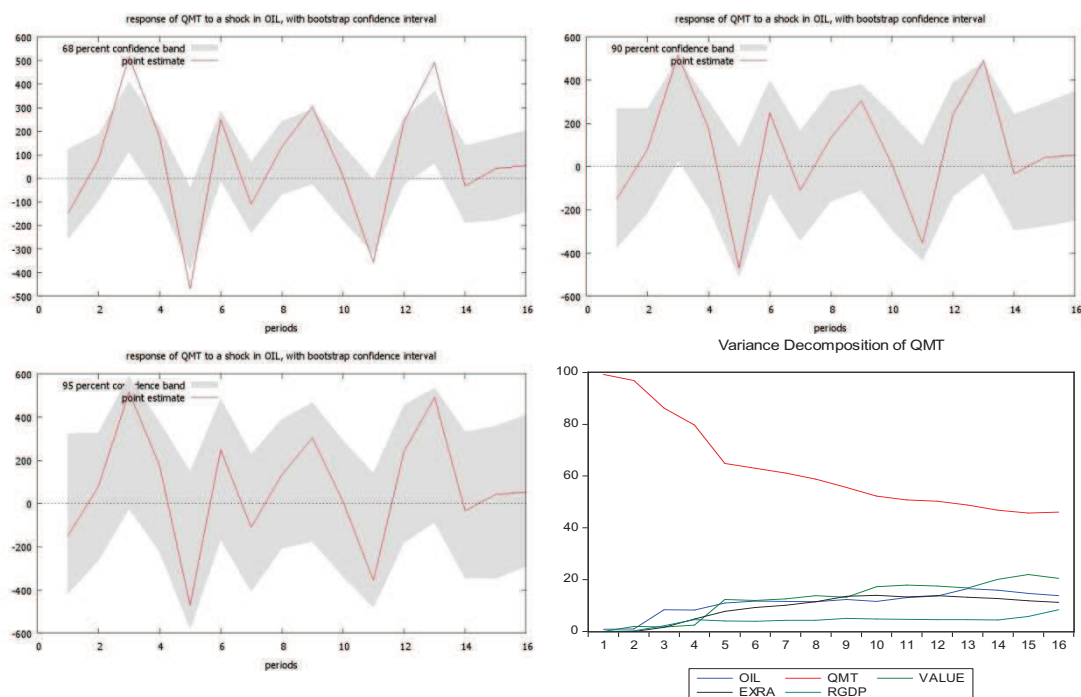 response of QMT to a shock in OIL, with bootstrap confidence interval
600
68 percent confidence band
500
point estimate
400
300
200
100
0
-100
-200
-300
-400
-500
0 2 4 6 8 10 12 14 16
periods
response of QMT to a shock in OIL, with bootstrap confidence interval
600
90 percent confidence band
point estimate
400
200
0
-200
-400
-600
0 2 4 6 8 10 12 14 16
periods
response of QMT to a shock in OIL, with bootstrap confidence interval
600
95 percent confidence band
point estimate
400
200
0
-200
-400
-600
0 2 4 6 8 10 12 14 16
periods
Variance Decomposition of QMT
100
80
60
40
20
0
1 2 3 4 5 6 7 8 9 10 11 12 13 14 15 16
OIL QMT VALUE
EXRA RGDP